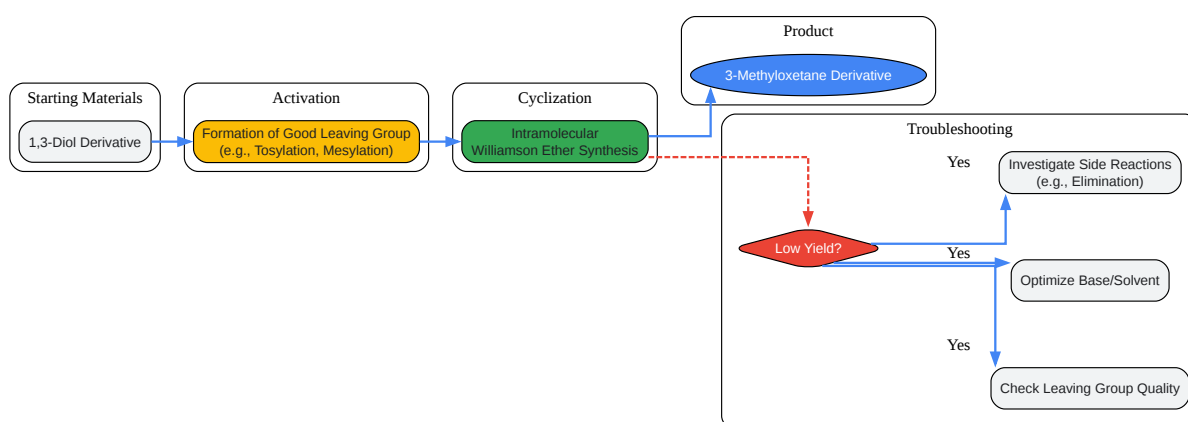 Product
3-Methyloxetane Derivative
Starting Materials
1,3-Diol Derivative
Activation
Formation of Good Leaving Group
(e.g., Tosylation, Mesylation)
Cyclization
Intramolecular
Williamson Ether Synthesis
Troubleshooting
Low Yield?
Yes
Investigate Side Reactions
(e.g., Elimination)
Yes
Optimize Base/Solvent
Yes
Check Leaving Group Quality